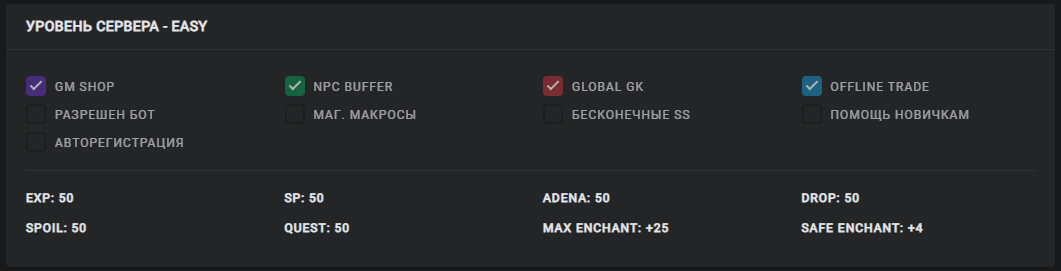 УРОВЕНЬ СЕРВЕРА - EASY
GM SHOP NPC BUFFER GLOBAL GK OFFLINE TRADE
РАЗРЕШЕН БОТ МАГ. МАКРОСЫ БЕСКОНЕЧНЫЕ SS ПОМОЩЬ НОВИЧКАМ
АВТОРЕГИСТРАЦИЯ
EXP: 50 SP: 50 ADENA: 50 DROP: 50
SPOIL: 50 QUEST: 50 MAX ENCHANT: +25 SAFE ENCHANT: +4